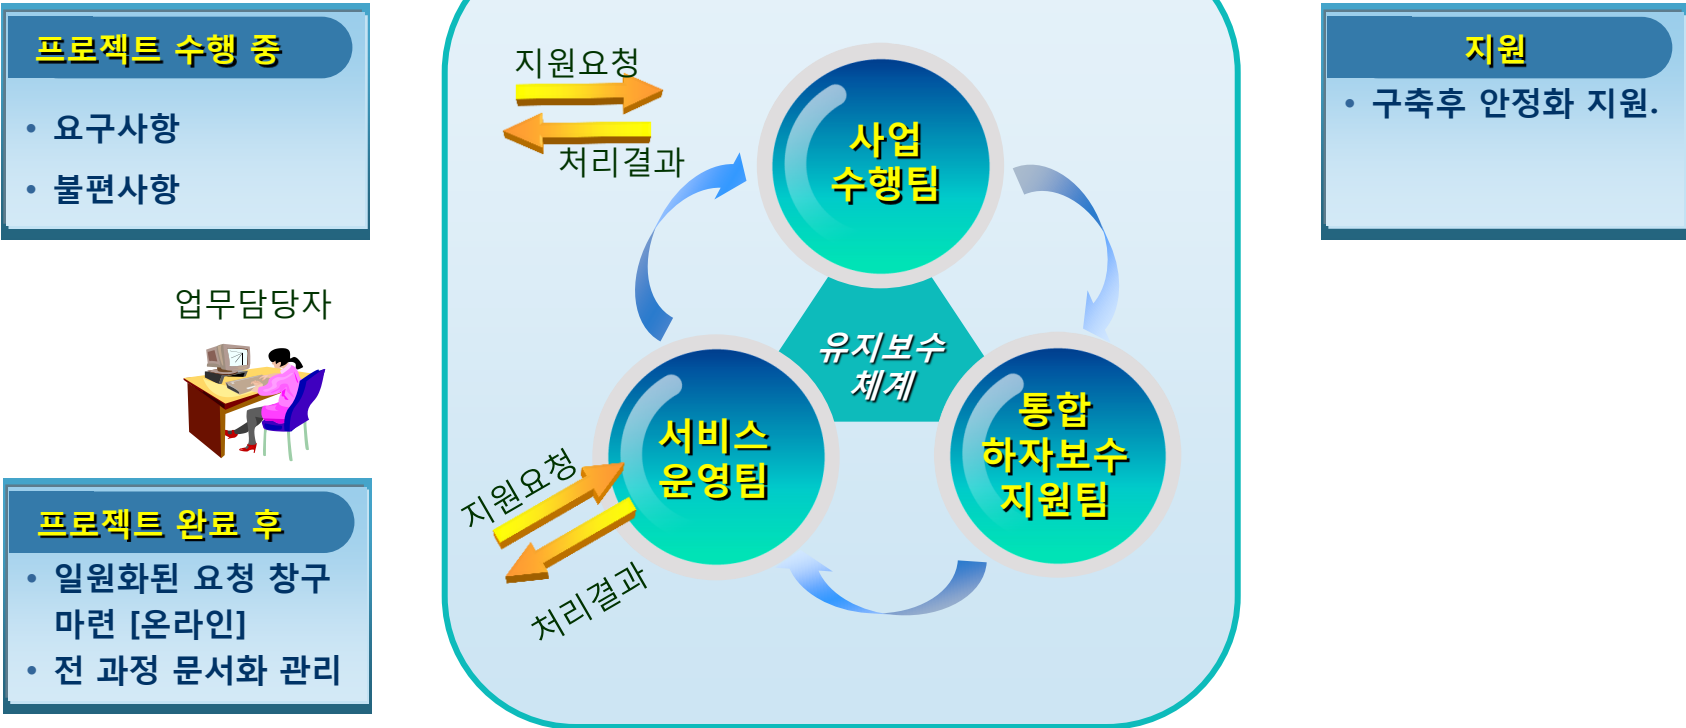 프로젝트 수행 중
• 요구사항
• 불편사항
업무담당자
프로젝트 완료 후
• 일원화된 요청 창구
마련 [온라인]
• 전 과정 문서화 관리
지원요청
처리결과
사업
수행팀
유지보수
체계
서비스
운영팀
통합
하자보수
지원팀
지원요청
처리결과
지원
• 구축후 안정화 지원.